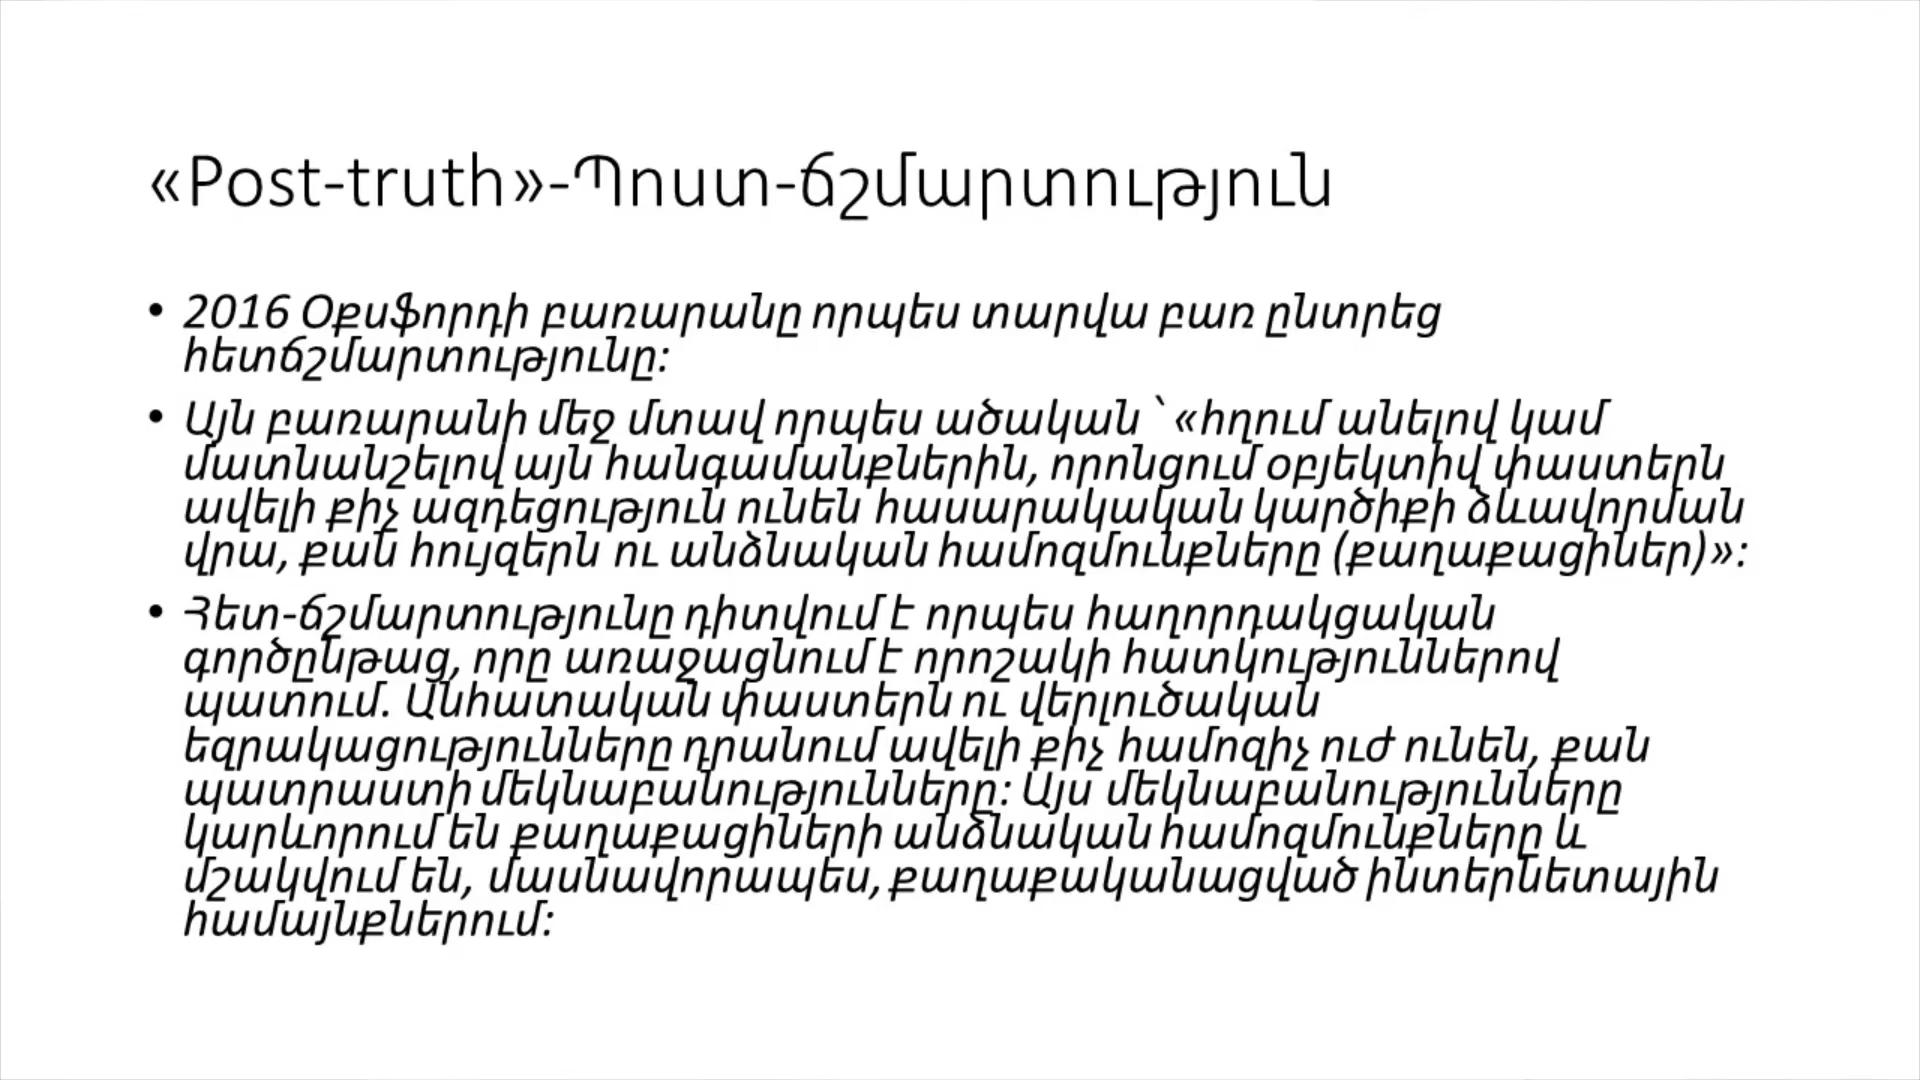 «Post-truth»-Պոստ-ճշմարտություն
• 2016 Օքսֆորդի բառարանը որպես տարվա բառ ընտրեց
հետճշմարտությունը:
• Այն բառարանի մեջ մտավ որպես ածական՝ «հղում անելով կամ
մատնանշելով այն հանգամանքներին, որոնցում օբյեկտիվ փաստերն
ավելի քիչ ազդեցություն ունեն հասարակական կարծիքի ձևավորման
վրա, քան հույզերն ու անձնական համոզմունքները (քաղաքացիներ)»:
• Հետ-ճշմարտությունը դիտվում է որպես հաղորդակցական
գործընթաց, որը առաջացնում է որոշակի հատկություններով
պատում. Անհատական փաստերն ու վերլուծական
եզրակացությունները դրանում ավելի քիչ համոզիչ ուժ ունեն, քան
պատրաստի մեկնաբանությունները: Այս մեկնաբանությունները
կարևորում են քաղաքացիների անձնական համոզմունքները և
մշակվում են, մասնավորապես, քաղաքականացված ինտերնետային
համայնքներում: